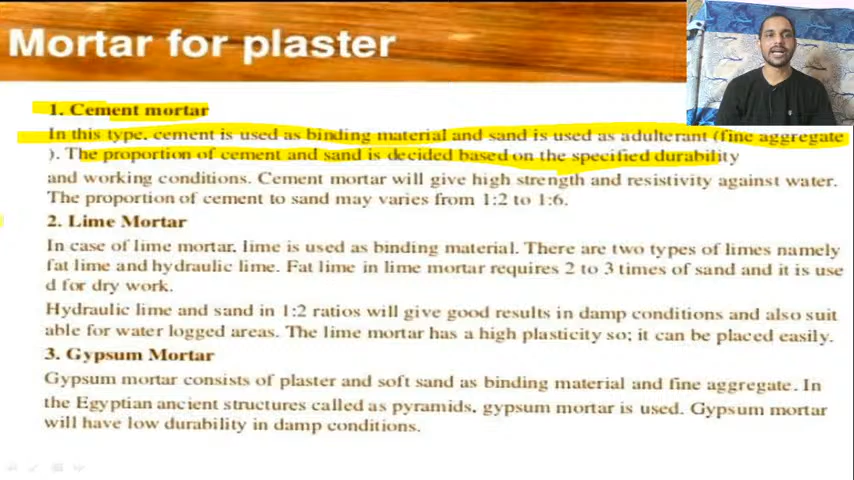 Mortar for plaster
1. Cement mortar
In this type, cement is used as binding material and sand is used as adulterant (fine aggregate
). The proportion of cement and sand is decided based on the specified durability
and working conditions. Cement mortar will give high strength and resistivity against water.
The proportion of cement to sand may varies from 1:2 to 1:6.
2. Lime Mortar
In case of lime mortar, lime is used as binding material. There are two types of limes namely
fat lime and hydraulic lime. Fat lime in lime mortar requires 2 to 3 times of sand and it is use
d for dry work.
Hydraulic lime and sand in 1:2 ratios will give good results in damp conditions and also suit
able for water logged areas. The lime mortar has a high plasticity so; it can be placed easily.
3. Gypsum Mortar
Gypsum mortar consists of plaster and soft sand as binding material and fine aggregate. In
the Egyptian ancient structures called as pyramids, gypsum mortar is used. Gypsum mortar
will have low durability in damp conditions.